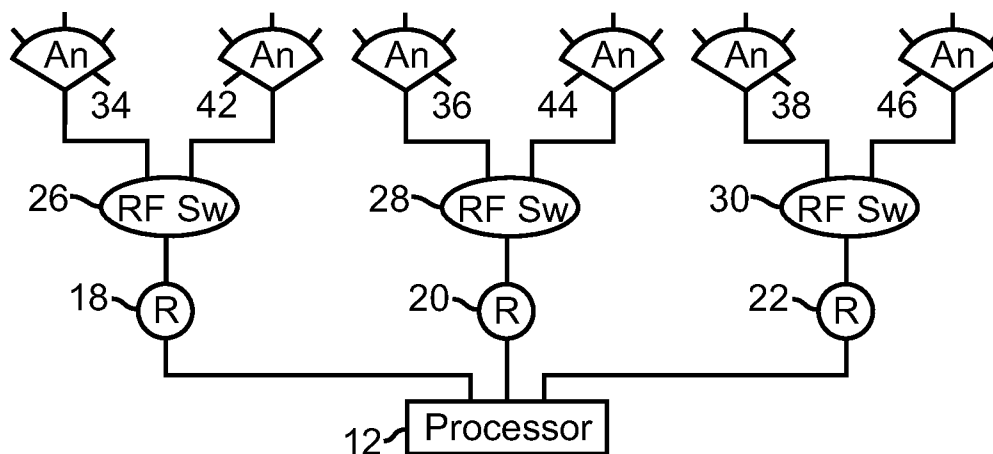 An An An An An An
34 42 36 44 38 46
26 RF Sw 28 RF Sw 30 RF Sw
18 R 20 R 22 R
12 Processor